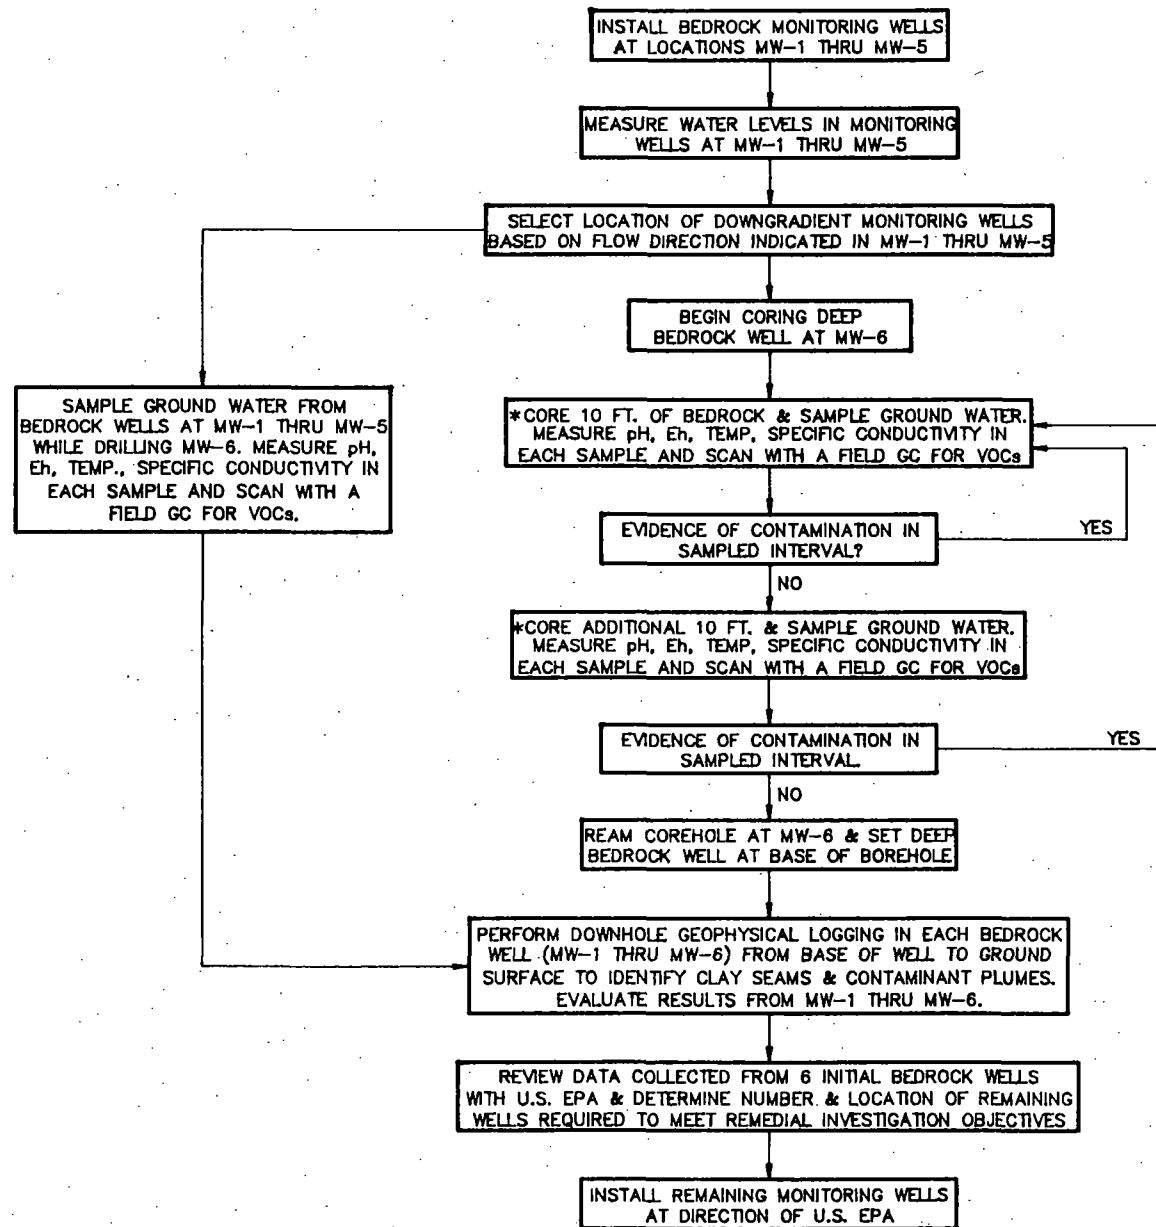 INSTALL BEDROCK MONITORING WELLS
AT LOCATIONS MW-1 THRU MW-5
MEASURE WATER LEVELS IN MONITORING
WELLS AT MW-1 THRU MW-5
SELECT LOCATION OF DOWNGRADIENT MONITORING WELLS
BASED ON FLOW DIRECTION INDICATED IN MW-1 THRU MW-5
BEGIN CORING DEEP
BEDROCK WELL AT MW-6
SAMPLE GROUND WATER FROM
BEDROCK WELLS AT MW-1 THRU MW-5
WHILE DRILLING MW-6. MEASURE pH,
Eh, TEMP., SPECIFIC CONDUCTIVITY IN
EACH SAMPLE AND SCAN WITH A
FIELD GC FOR VOCs.
*CORE 10 FT. OF BEDROCK & SAMPLE GROUND WATER.
MEASURE pH, Eh, TEMP, SPECIFIC CONDUCTIVITY IN
EACH SAMPLE AND SCAN WITH A FIELD GC FOR VOCs
EVIDENCE OF CONTAMINATION IN
SAMPLED INTERVAL?
YES
NO
*CORE ADDITIONAL 10 FT. & SAMPLE GROUND WATER.
MEASURE pH, Eh, TEMP, SPECIFIC CONDUCTIVITY IN
EACH SAMPLE AND SCAN WITH A FIELD GC FOR VOCs
EVIDENCE OF CONTAMINATION IN
SAMPLED INTERVAL
YES
NO
REAM COREHOLE AT MW-6 & SET DEEP
BEDROCK WELL AT BASE OF BOREHOLE
PERFORM DOWNHOLE GEOPHYSICAL LOGGING IN EACH BEDROCK
WELL (MW-1 THRU MW-6) FROM BASE OF WELL TO GROUND
SURFACE TO IDENTIFY CLAY SEAMS & CONTAMINANT PLUMES.
EVALUATE RESULTS FROM MW-1 THRU MW-6.
REVIEW DATA COLLECTED FROM 6 INITIAL BEDROCK WELLS
WITH U.S. EPA & DETERMINE NUMBER & LOCATION OF REMAINING
WELLS REQUIRED TO MEET REMEDIAL INVESTIGATION OBJECTIVES
INSTALL REMAINING MONITORING WELLS
AT DIRECTION OF U.S. EPA